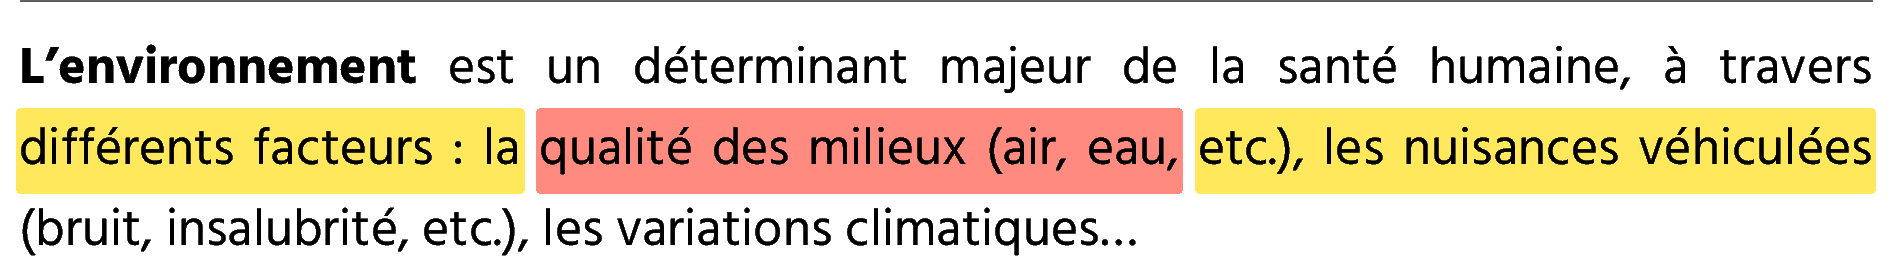 L’environnement est un déterminant majeur de la santé humaine, à travers
différents facteurs : la qualité des milieux (air, eau, etc.), les nuisances véhiculées
(bruit, insalubrité, etc.), les variations climatiques…